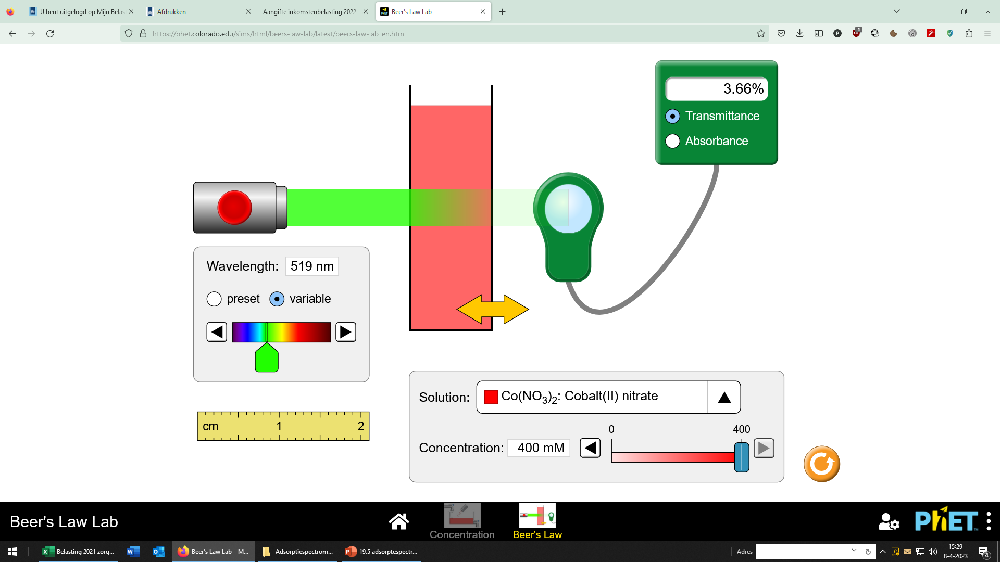 U bent uitgelogd op Mijn Belast
Afdrukken
Aangifte inkomstenbelasting 2022 -
Beer's Law Lab
https://phet.colorado.edu/sims/html/beers-law-lab/latest/beers-law-lab_en.html
1
3.66%
Transmittance
Absorbance
Wavelength: 519 nm
preset variable
cm 1 2
Solution: Co(NO3)2: Cobalt(II) nitrate
0 400
Concentration: 400 mM
Beer's Law Lab
Concentration
Beer's Law
PhET
Belasting 2021 zorg...
Beer's Law Lab – M...
Adsorptiespectrom...
19.5 adsorptespectr...
Adres
15:29
8-4-2023
4